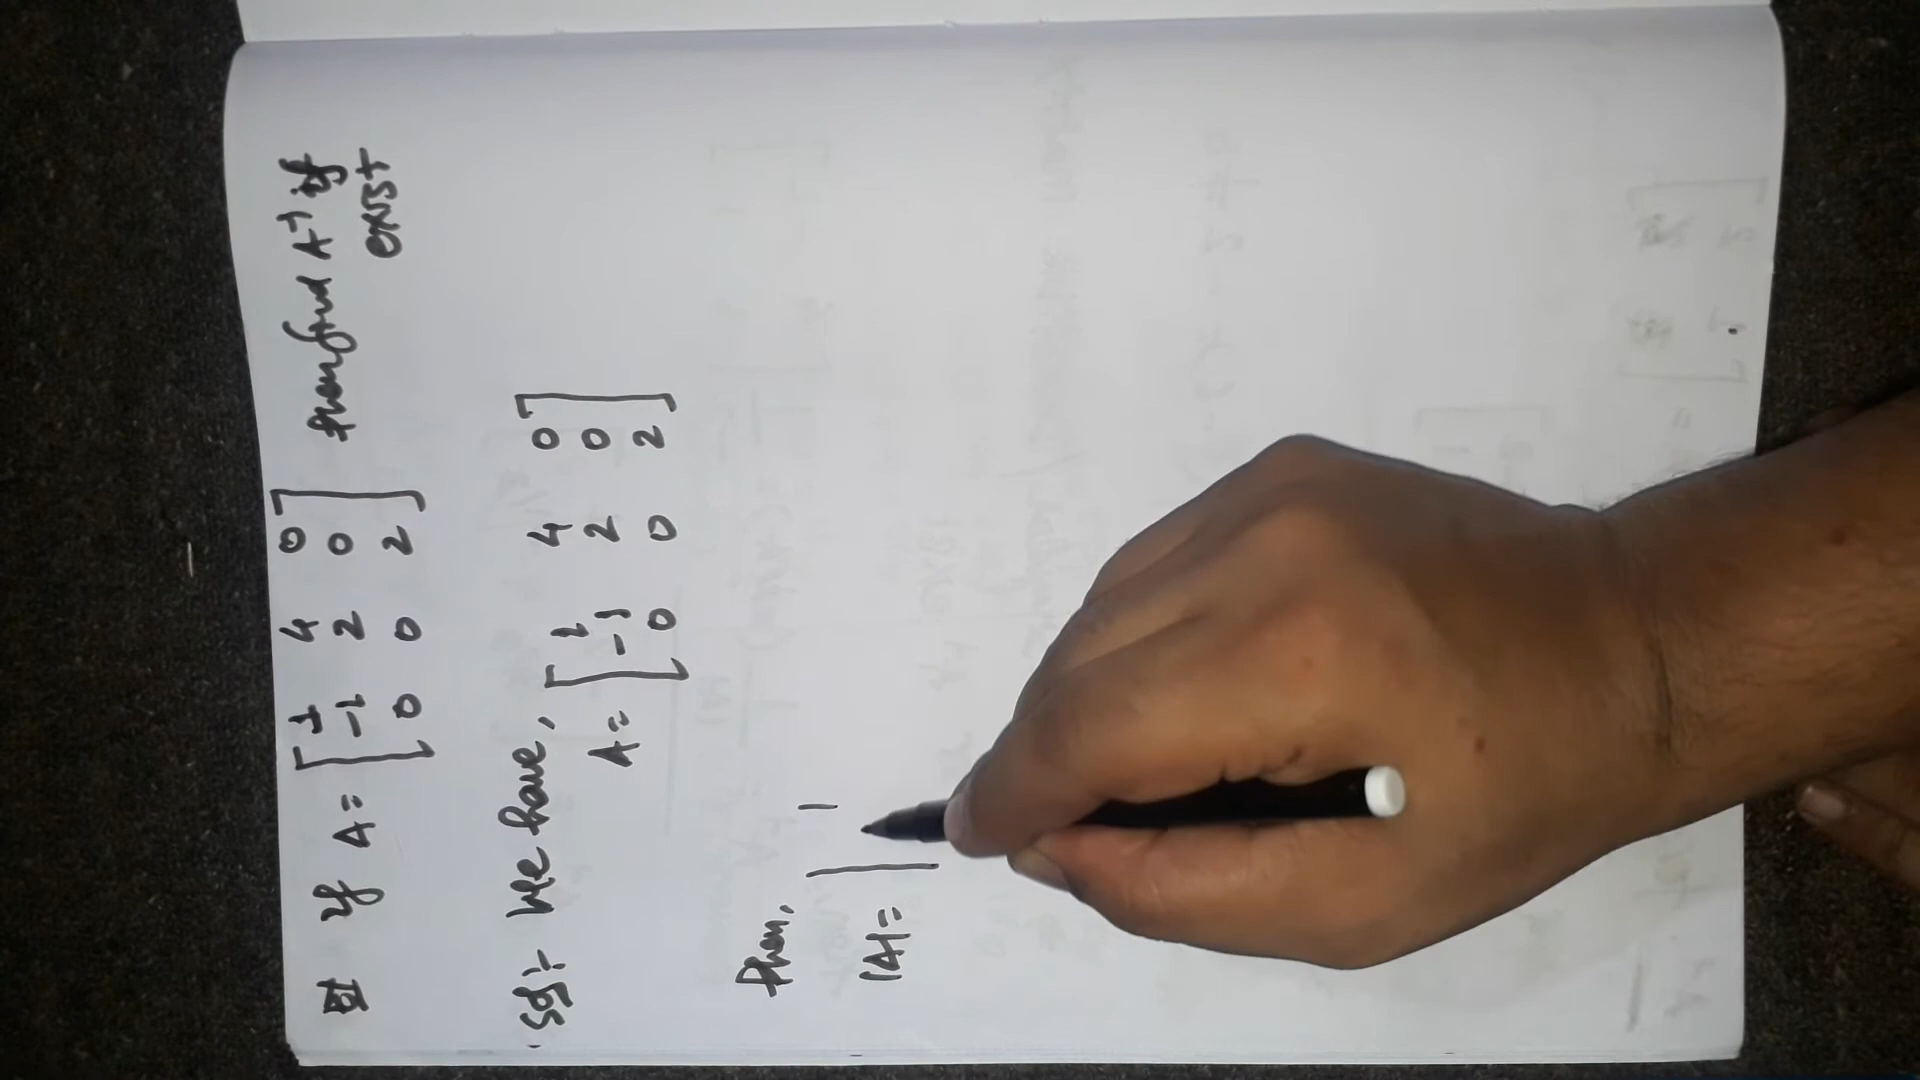 If A = [ 1 4 0
-1 2 0
0 0 2 ] then find A⁻¹ if exist
Sol:- We have,
A = [ 1 4 0
-1 2 0
0 0 2 ]
then,
|A| = | 1